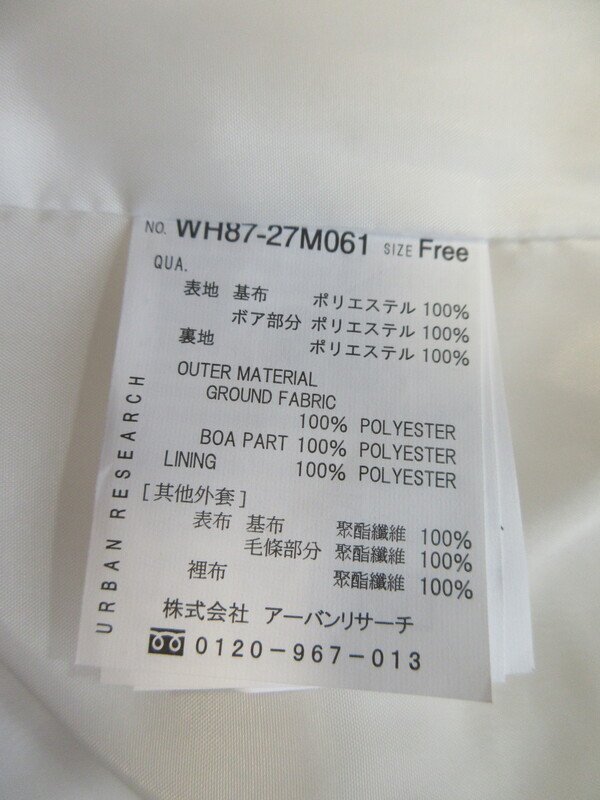 NO. WH87-27M061 SIZE Free
QUA.
表地 基布 ポリエステル 100%
ボア部分 ポリエステル 100%
裏地 ポリエステル 100%
OUTER MATERIAL
GROUND FABRIC
100% POLYESTER
BOA PART 100% POLYESTER
LINING 100% POLYESTER
[其他外套]
表布 基布 聚酯纖維 100%
毛條部分 聚酯纖維 100%
裡布 聚酯纖維 100%
株式会社 アーバンリサーチ
0120-967-013
URBAN RESEARCH